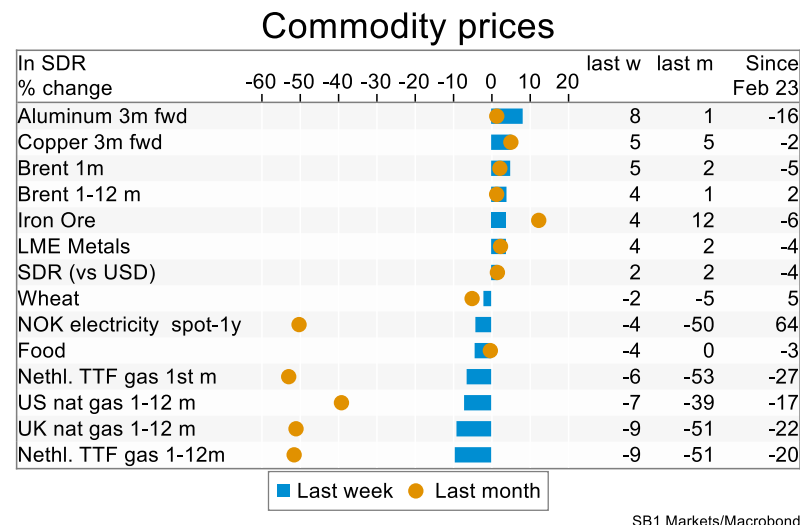 Commodity prices
In SDR last w last m Since
% change -60 -50 -40 -30 -20 -10 0 10 20 Feb 23
Aluminum 3m fwd 8 1 -16
Copper 3m fwd 5 5 -2
Brent 1m 5 2 -5
Brent 1-12 m 4 1 2
Iron Ore 4 12 -6
LME Metals 4 2 -4
SDR (vs USD) 2 2 -4
Wheat -2 -5 5
NOK electricity spot-1y -4 -50 64
Food -4 0 -3
Nethl. TTF gas 1st m -6 -53 -27
US nat gas 1-12 m -7 -39 -17
UK nat gas 1-12 m -9 -51 -22
Nethl. TTF gas 1-12m -9 -51 -20
Last week Last month
SB1 Markets/Macrobond